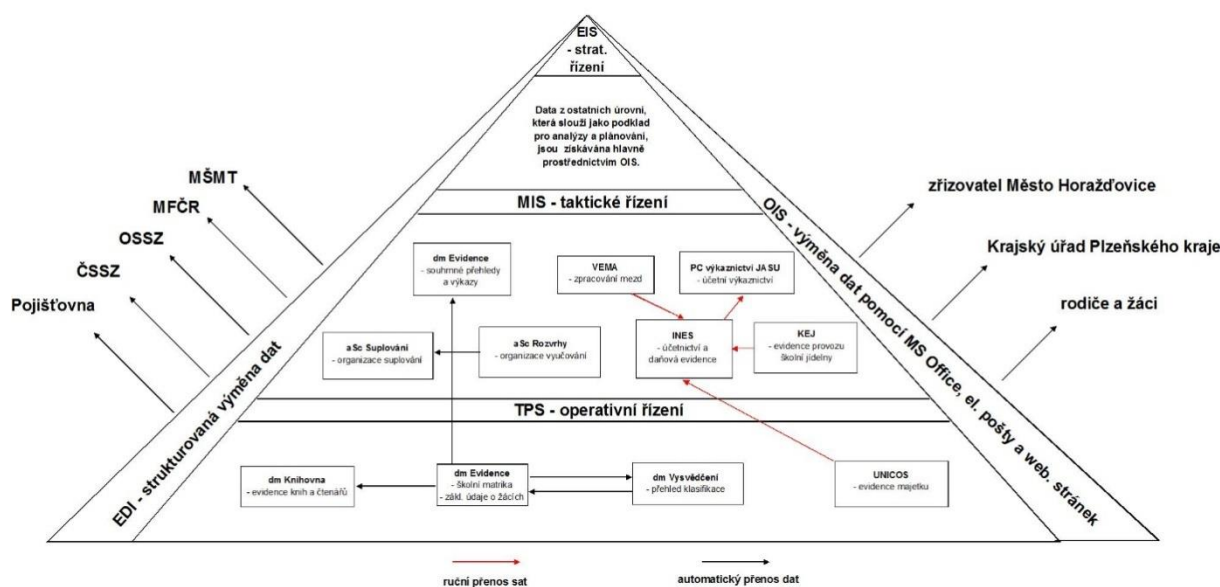 EIS
- strat.
řízení
Data z ostatních úrovní,
která slouží jako podklad
pro analýzy a plánování,
jsou získávána hlavně
prostřednictvím OIS.
MIS - taktické řízení
MŠMT
MFČR
OSSZ
ČSSZ
Pojišťovna
EDI - strukturovaná výměna dat
OIS - výměna dat pomocí MS Office, el. pošty a web. stránek
zřizovatel Město Horažďovice
Krajský úřad Plzeňského kraje
rodiče a žáci
dm Evidence
- souhrnné přehledy
a výkazy
VEMA
- zpracování mezd
PC výkaznictví JASU
- účetní výkaznictví
aSc Suplování
- organizace suplování
aSc Rozvrhy
- organizace vyučování
INES
- účetnictví a
daňová evidence
KEJ
- evidence provozu
školní jídelny
TPS - operativní řízení
dm Knihovna
- evidence knih a čtenářů
dm Evidence
- školní matrika
- zákl. údaje o žácích
dm Vysvědčení
- přehled klasifikace
UNICOS
- evidence majetku
ruční přenos sat
automatický přenos dat